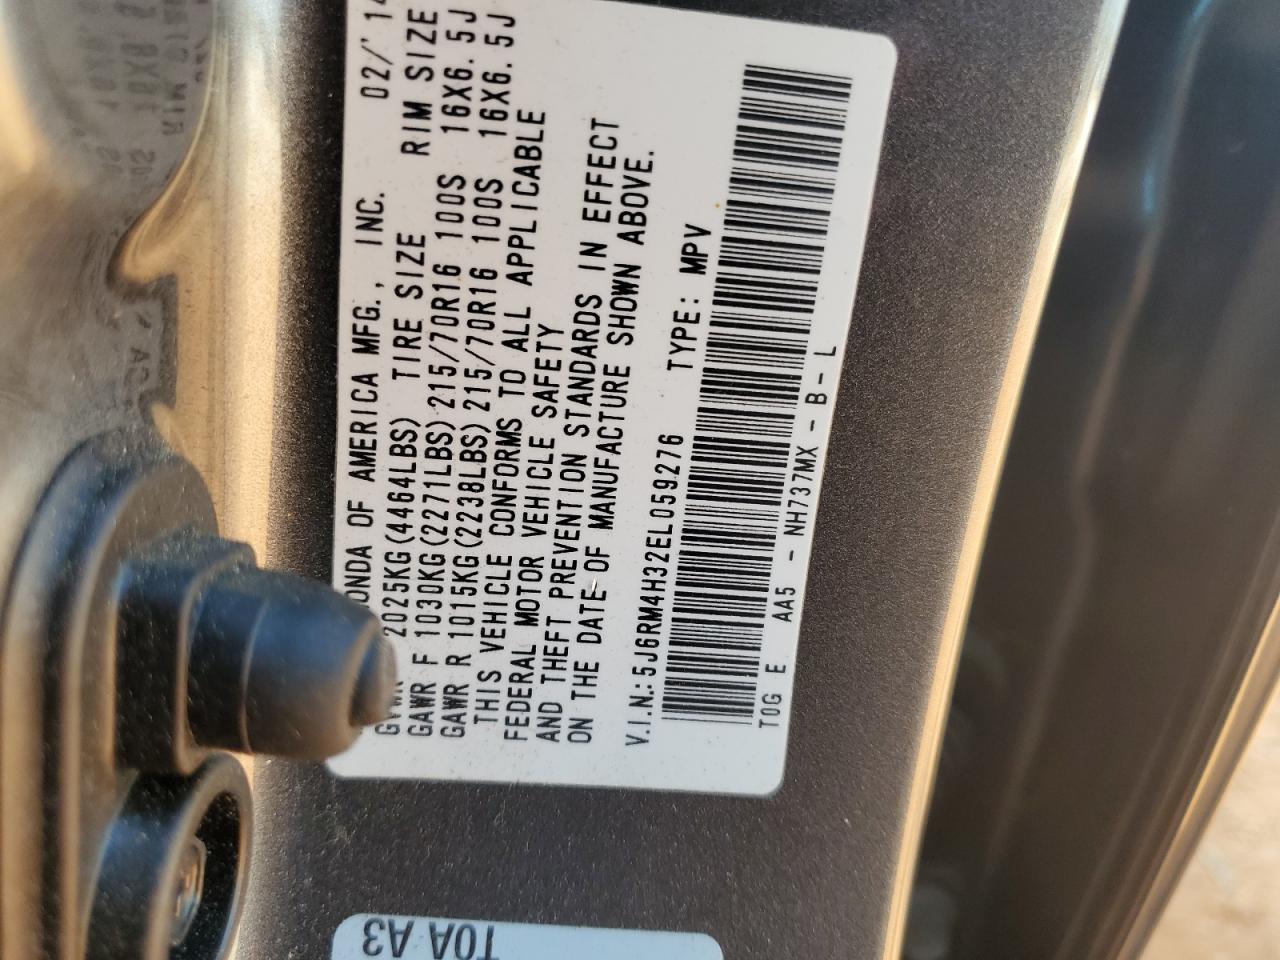 ONDA OF AMERICA MFG., INC. 02/'14
2025KG(4464LBS) TIRE SIZE RIM SIZE
GAWR F 1030KG(2271LBS) 215/70R16 100S 16X6.5J
GAWR R 1015KG(2238LBS) 215/70R16 100S 16X6.5J
THIS VEHICLE CONFORMS TO ALL APPLICABLE
FEDERAL MOTOR VEHICLE SAFETY
AND THEFT PREVENTION STANDARDS IN EFFECT
ON THE DATE OF MANUFACTURE SHOWN ABOVE.
V.I.N.:5J6RM4H32EL059276 TYPE: MPV
T0G E AA5 - NH737MX - B-L
T0A A3